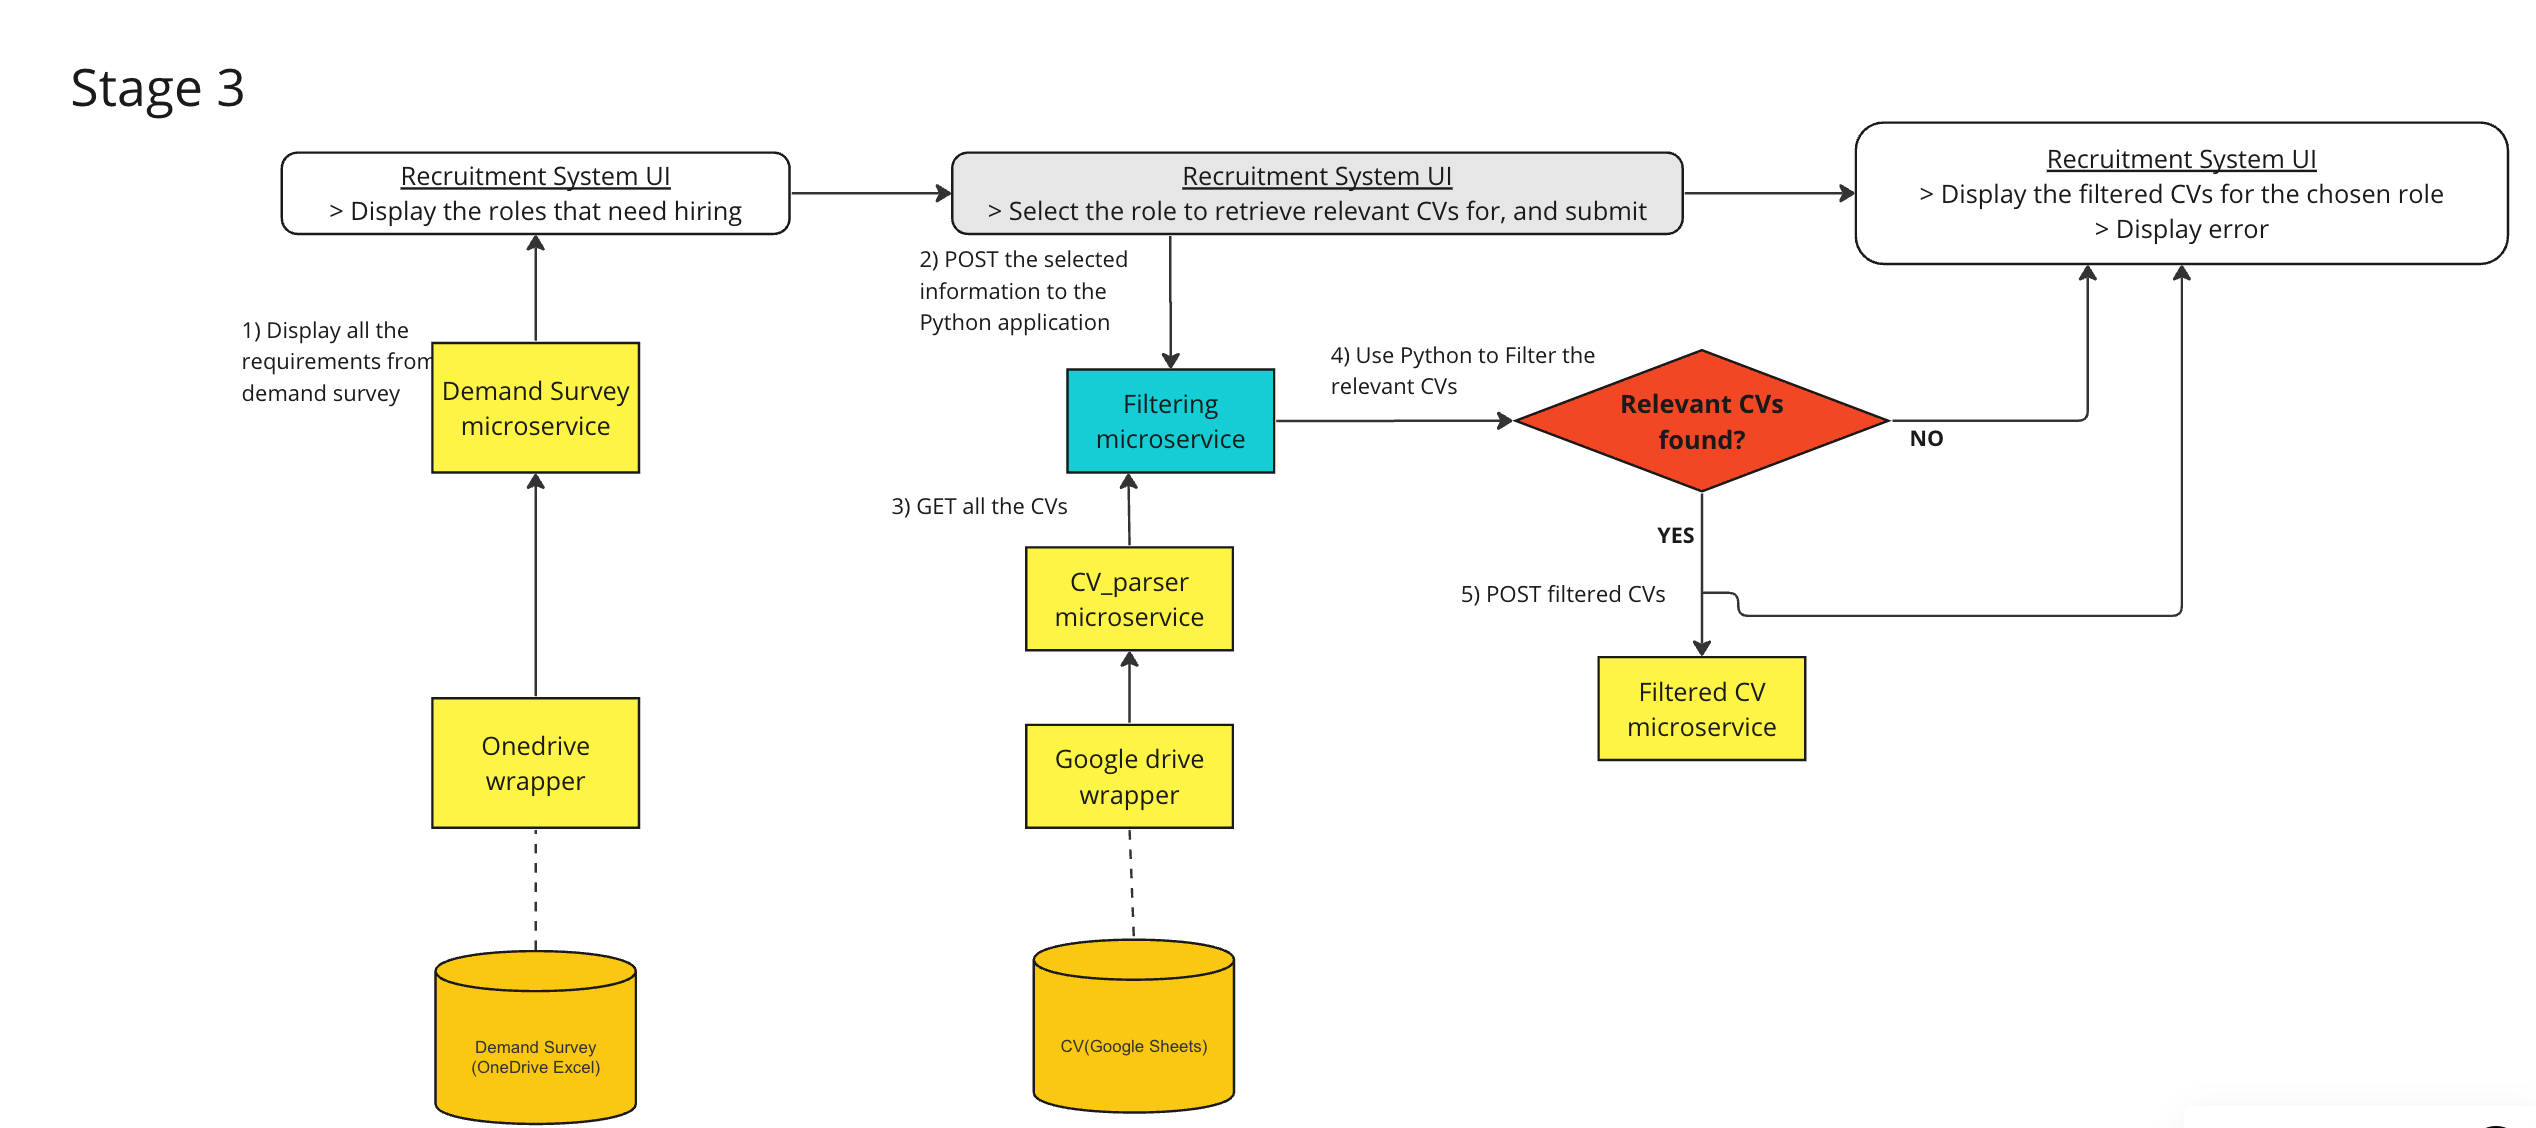 Stage 3
Recruitment System UI
> Display the roles that need hiring
Recruitment System UI
> Select the role to retrieve relevant CVs for, and submit
Recruitment System UI
> Display the filtered CVs for the chosen role
> Display error
1) Display all the
requirements from
demand survey
Demand Survey
microservice
Onedrive
wrapper
Demand Survey
(OneDrive Excel)
2) POST the selected
information to the
Python application
Filtering
microservice
3) GET all the CVs
CV_parser
microservice
Google drive
wrapper
CV(Google Sheets)
4) Use Python to Filter the
relevant CVs
Relevant CVs
found?
NO
YES
5) POST filtered CVs
Filtered CV
microservice